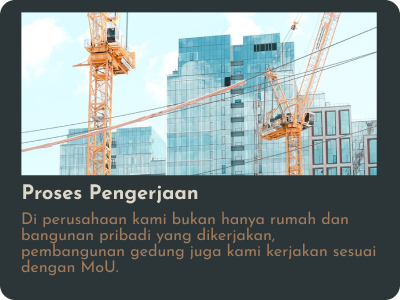 Proses Pengerjaan
Di perusahaan kami bukan hanya rumah dan
bangunan pribadi yang dikerjakan,
pembangunan gedung juga kami kerjakan sesuai
dengan MoU.